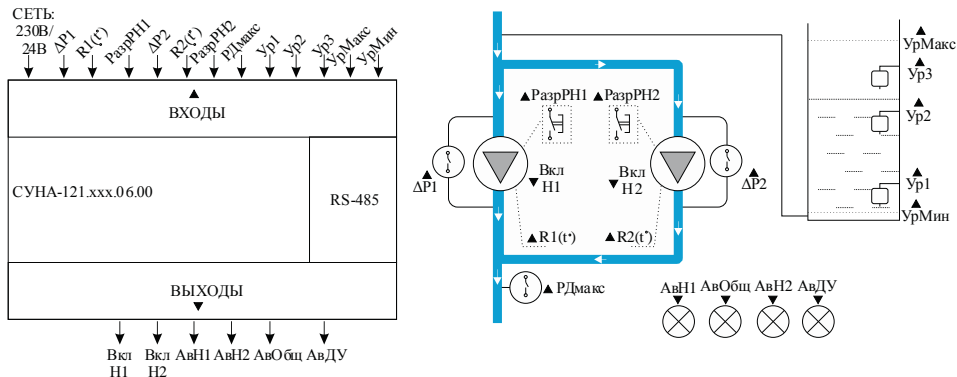 СЕТЬ:
230В/
24В
ΔP1
R1(t°)
РазрРН1
ΔP2
R2(t°)
РазрРН2
РДмакс
Ур1
Ур2
Ур3
УрМакс
УрМин
ВХОДЫ
СУНА-121.xxx.06.00
RS-485
ВЫХОДЫ
Вкл
Н1
Вкл
Н2
АвН1
АвН2
АвОбщ
АвДУ
РазрРН1
РазрРН2
ΔP1
Вкл
Н1
Вкл
Н2
ΔP2
R1(t°)
R2(t°)
РДмакс
АвН1
АвОбщ
АвН2
АвДУ
УрМакс
Ур3
Ур2
Ур1
УрМин